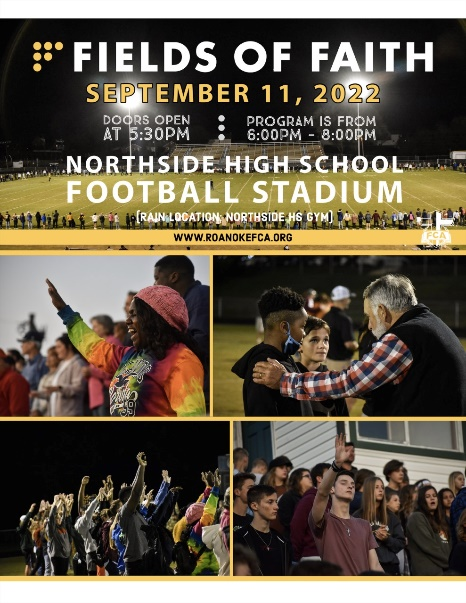 FIELDS OF FAITH
SEPTEMBER 11, 2022
DOORS OPEN
AT 5:30PM
PROGRAM IS FROM
6:00PM - 8:00PM
NORTHSIDE HIGH SCHOOL
FOOTBALL STADIUM
(RAIN LOCATION: NORTHSIDE HS GYM)
WWW.ROANOKEFCA.ORG
FCA